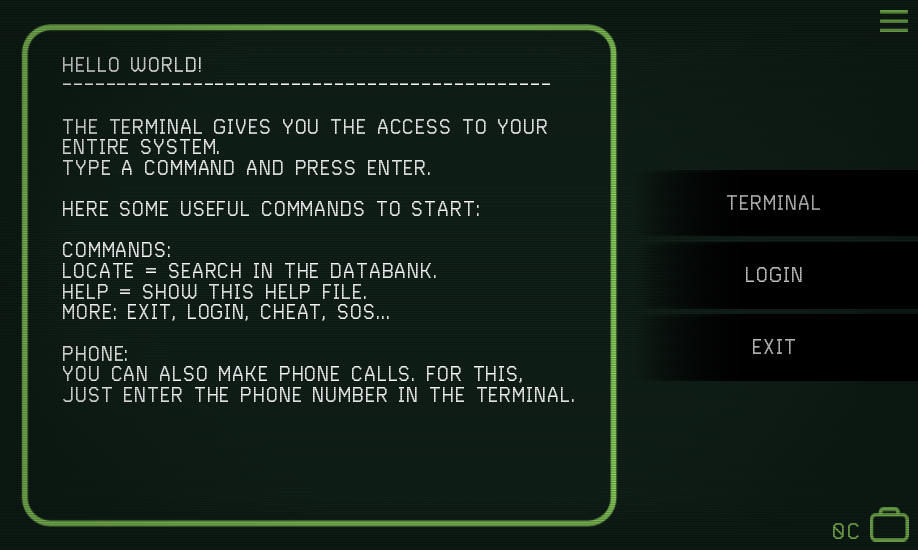 HELLO WORLD!
-------------------------------------------
THE TERMINAL GIVES YOU THE ACCESS TO YOUR
ENTIRE SYSTEM.
TYPE A COMMAND AND PRESS ENTER.
HERE SOME USEFUL COMMANDS TO START:
COMMANDS:
LOCATE = SEARCH IN THE DATABANK.
HELP = SHOW THIS HELP FILE.
MORE: EXIT, LOGIN, CHEAT, SOS...
PHONE:
YOU CAN ALSO MAKE PHONE CALLS. FOR THIS,
JUST ENTER THE PHONE NUMBER IN THE TERMINAL.
TERMINAL
LOGIN
EXIT
0C